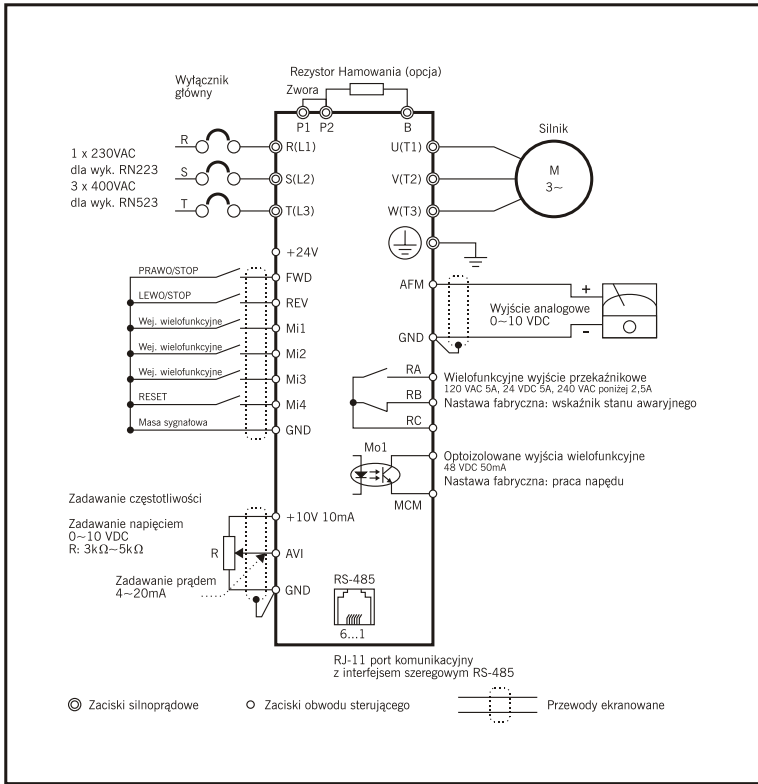 Rezystor Hamowania (opcja)
Wyłącznik
główny
Zwora
P1 P2 B
Silnik
R
S
T
1 x 230VAC
dla wyk. RN223
3 x 400VAC
dla wyk. RN523
R(L1)
S(L2)
T(L3)
U(T1)
V(T2)
W(T3)
M
3~
+24V
PRAWO/STOP
FWD
LEWO/STOP
REV
Wej. wielofunkcyjne
Mi1
Wej. wielofunkcyjne
Mi2
Wej. wielofunkcyjne
Mi3
RESET
Mi4
Masa sygnałowa
GND
AFM
+
Wyjście analogowe
0~10 VDC
-
GND
RA
Wielofunkcyjne wyjście przekaźnikowe
120 VAC 5A, 24 VDC 5A, 240 VAC poniżej 2,5A
RB
Nastawa fabryczna: wskaźnik stanu awaryjnego
RC
Mo1
Optoizolowane wyjścia wielofunkcyjne
48 VDC 50mA
Nastawa fabryczna: praca napędu
MCM
Zadawanie częstotliwości
Zadawanie napięciem
0~10 VDC
R: 3kΩ~5kΩ
+10V 10mA
R
AVI
Zadawanie prądem
4~20mA
GND
RS-485
6...1
RJ-11 port komunikacyjny
z interfejsem szeregowym RS-485
Zaciski silnoprądowe
Zaciski obwodu sterującego
Przewody ekranowane